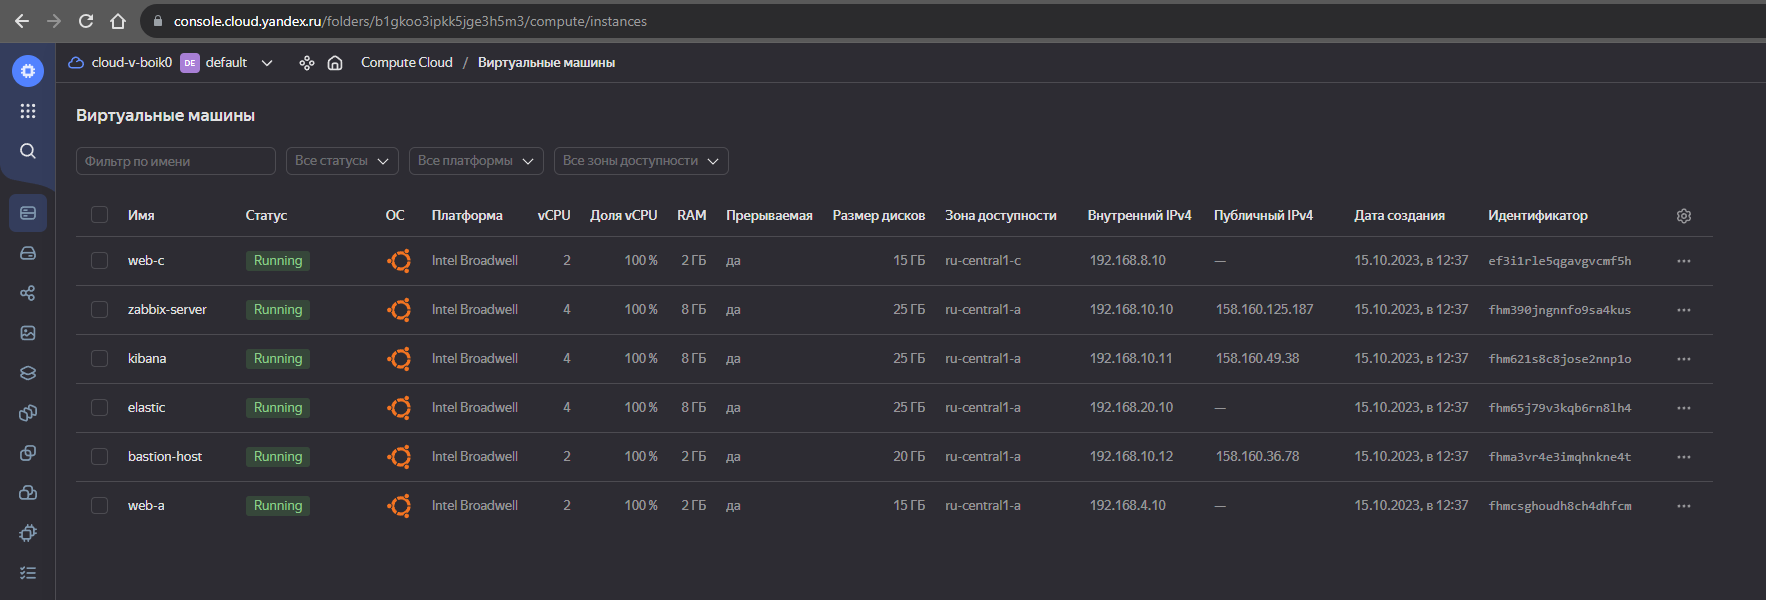 console.cloud.yandex.ru/folders/b1gkoo3ipkk5jge3h5m3/compute/instances
cloud-v-boik0 DE default Compute Cloud / Виртуальные машины
Виртуальные машины
Фильтр по имени Все статусы Все платформы Все зоны доступности
Имя Статус ОС Платформа vCPU Доля vCPU RAM Прерываемая Размер дисков Зона доступности Внутренний IPv4 Публичный IPv4 Дата создания Идентификатор
web-c Running Intel Broadwell 2 100 % 2 ГБ да 15 ГБ ru-central1-c 192.168.8.10 — 15.10.2023, в 12:37 ef3i1rle5qgavgvcmf5h
zabbix-server Running Intel Broadwell 4 100 % 8 ГБ да 25 ГБ ru-central1-a 192.168.10.10 158.160.125.187 15.10.2023, в 12:37 fhm390jngnnfo9sa4kus
kibana Running Intel Broadwell 4 100 % 8 ГБ да 25 ГБ ru-central1-a 192.168.10.11 158.160.49.38 15.10.2023, в 12:37 fhm621s8c8jose2nnp1o
elastic Running Intel Broadwell 4 100 % 8 ГБ да 25 ГБ ru-central1-a 192.168.20.10 — 15.10.2023, в 12:37 fhm65j79v3kqb6rn8lh4
bastion-host Running Intel Broadwell 2 100 % 2 ГБ да 20 ГБ ru-central1-a 192.168.10.12 158.160.36.78 15.10.2023, в 12:37 fhma3vr4e3imqhnkne4t
web-a Running Intel Broadwell 2 100 % 2 ГБ да 15 ГБ ru-central1-a 192.168.4.10 — 15.10.2023, в 12:37 fhmcsghoudh8ch4dhfcm